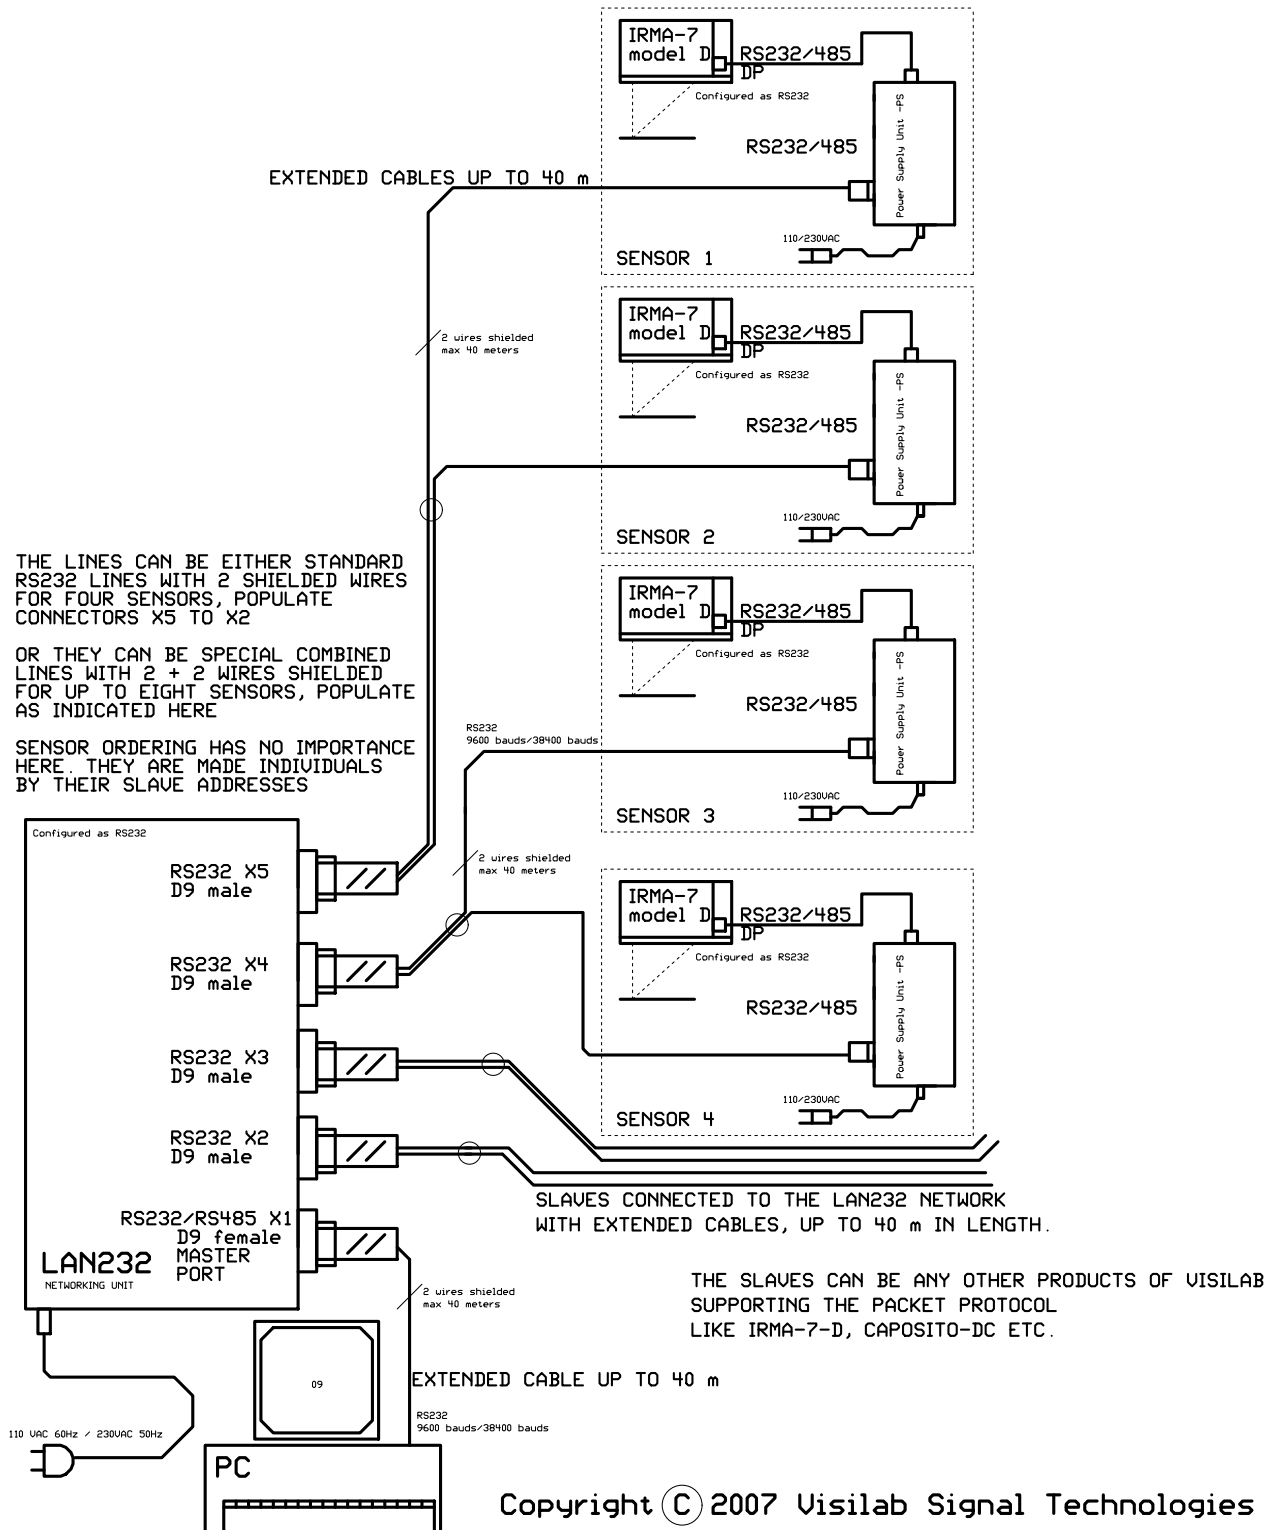 IRMA-7
model D
RS232/485
DP
Configured as RS232
Power Supply Unit -PS
RS232/485
EXTENDED CABLES UP TO 40 m
110/230VAC
SENSOR 1
IRMA-7
model D
RS232/485
DP
2 wires shielded
max 40 meters
Configured as RS232
Power Supply Unit -PS
RS232/485
110/230VAC
SENSOR 2
THE LINES CAN BE EITHER STANDARD
RS232 LINES WITH 2 SHIELDED WIRES
FOR FOUR SENSORS, POPULATE
CONNECTORS X5 TO X2
OR THEY CAN BE SPECIAL COMBINED
LINES WITH 2 + 2 WIRES SHIELDED
FOR UP TO EIGHT SENSORS, POPULATE
AS INDICATED HERE
SENSOR ORDERING HAS NO IMPORTANCE
HERE. THEY ARE MADE INDIVIDUALS
BY THEIR SLAVE ADDRESSES
IRMA-7
model D
RS232/485
DP
Configured as RS232
Power Supply Unit -PS
RS232/485
RS232
9600 bauds/38400 bauds
110/230VAC
SENSOR 3
Configured as RS232
RS232 X5
D9 male
2 wires shielded
max 40 meters
IRMA-7
model D
RS232/485
DP
Configured as RS232
Power Supply Unit -PS
RS232/485
110/230VAC
SENSOR 4
RS232 X4
D9 male
RS232 X3
D9 male
RS232 X2
D9 male
RS232/RS485 X1
D9 female
MASTER
PORT
LAN232
NETWORKING UNIT
SLAVES CONNECTED TO THE LAN232 NETWORK
WITH EXTENDED CABLES, UP TO 40 m IN LENGTH.
THE SLAVES CAN BE ANY OTHER PRODUCTS OF VISILAB
SUPPORTING THE PACKET PROTOCOL
LIKE IRMA-7-D, CAPOSITO-DC ETC.
2 wires shielded
max 40 meters
09
EXTENDED CABLE UP TO 40 m
RS232
9600 bauds/38400 bauds
110 VAC 60Hz / 230VAC 50Hz
PC
Copyright C 2007 Visilab Signal Technologies